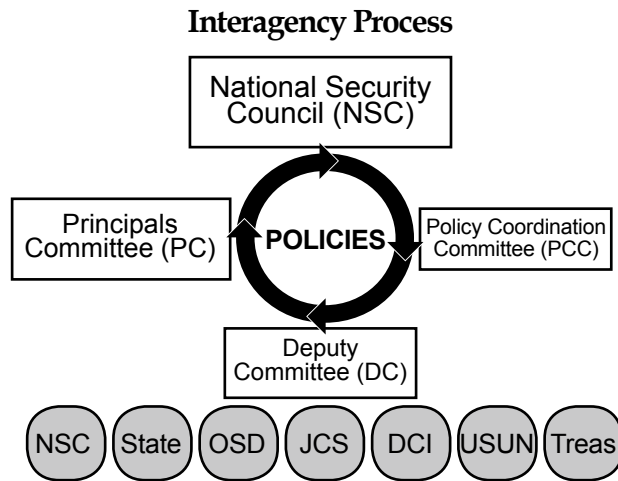 Interagency Process
National Security
Council (NSC)
Principals
Committee (PC)
POLICIES
Policy Coordination
Committee (PCC)
Deputy
Committee (DC)
NSC State OSD JCS DCI USUN Treas